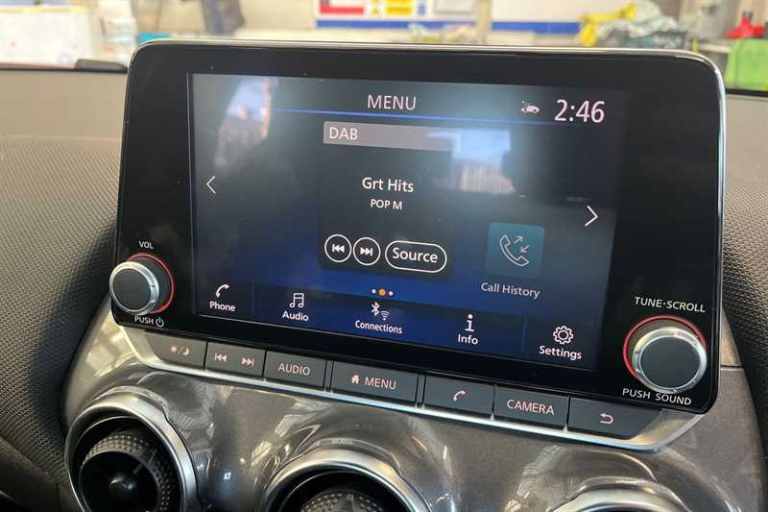 MENU
2:46
DAB
Grt Hits
POP M
Source
Call History
VOL
PUSH
Phone
Audio
Connections
Info
Settings
TUNE·SCROLL
PUSH SOUND
AUDIO
MENU
CAMERA